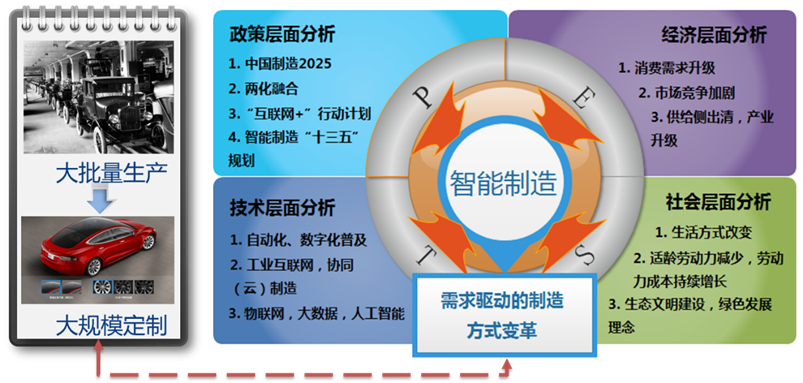 大批量生产
大规模定制
政策层面分析
1. 中国制造2025
2. 两化融合
3.“互联网+”行动计划
4. 智能制造“十三五”
规划
经济层面分析
1. 消费需求升级
2. 市场竞争加剧
3. 供给侧出清，产业
升级
P
E
智能制造
T
S
技术层面分析
1. 自动化、数字化普及
2. 工业互联网，协同
（云）制造
3. 物联网，大数据，人工智能
社会层面分析
1. 生活方式改变
2. 适龄劳动力减少，劳动
力成本持续增长
3. 生态文明建设，绿色发展
理念
需求驱动的制造
方式变革